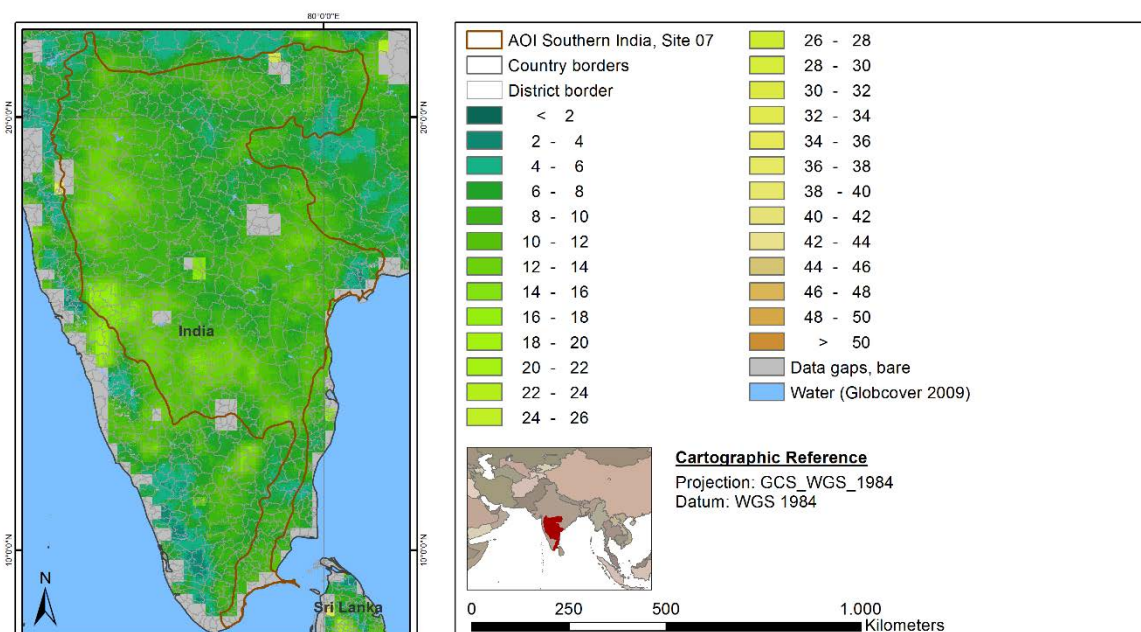 80°0'0"E
20°0'0"N
20°0'0"N
India
10°0'0"N
10°0'0"N
N
Sri Lanka
AOI Southern India, Site 07
Country borders
District border
< 2
2 - 4
4 - 6
6 - 8
8 - 10
10 - 12
12 - 14
14 - 16
16 - 18
18 - 20
20 - 22
22 - 24
24 - 26
26 - 28
28 - 30
30 - 32
32 - 34
34 - 36
36 - 38
38 - 40
40 - 42
42 - 44
44 - 46
46 - 48
48 - 50
> 50
Data gaps, bare
Water (Globcover 2009)
Cartographic Reference
Projection: GCS_WGS_1984
Datum: WGS 1984
0 250 500 1.000
Kilometers